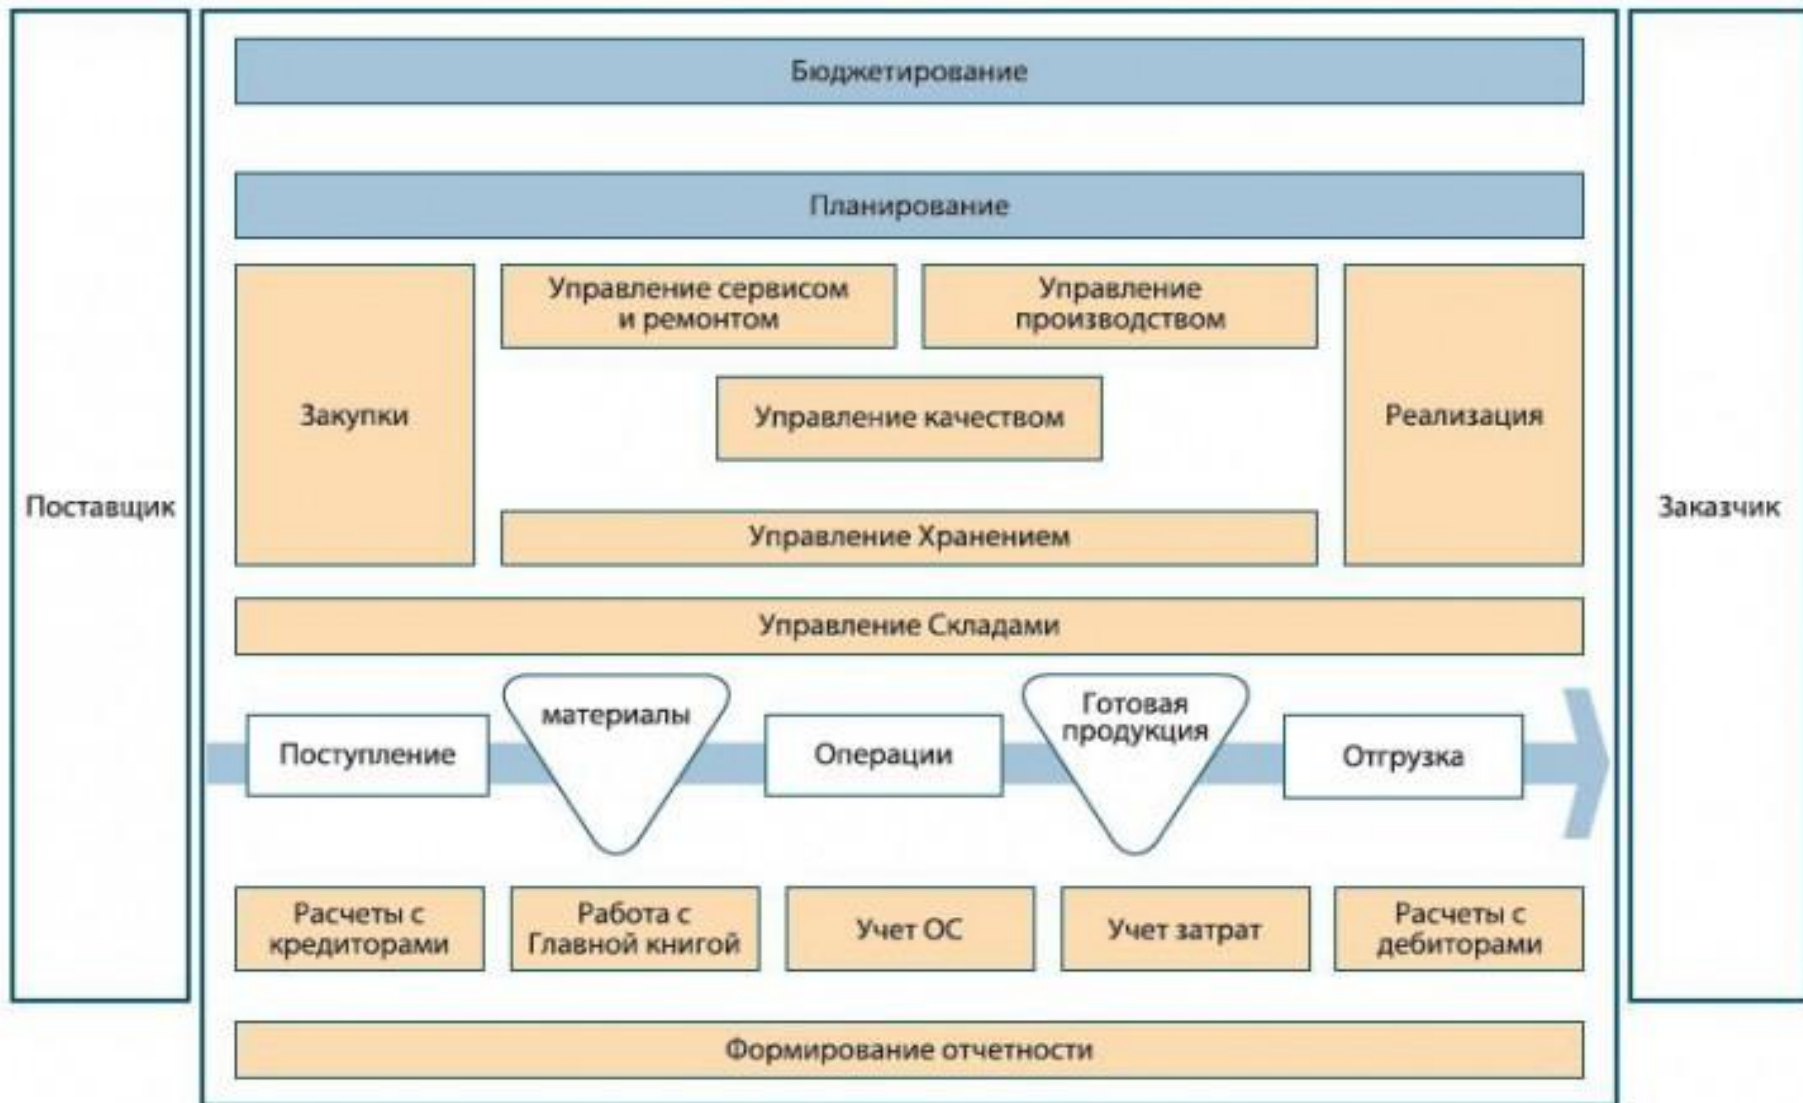 Бюджетирование
Планирование
Управление сервисом
и ремонтом
Управление
производством
Закупки
Управление качеством
Реализация
Поставщик
Управление Хранением
Заказчик
Управление Складами
материалы
Готовая
продукция
Поступление
Операции
Отгрузка
Расчеты с
кредиторами
Работа с
Главной книгой
Учет ОС
Учет затрат
Расчеты с
дебиторами
Формирование отчетности